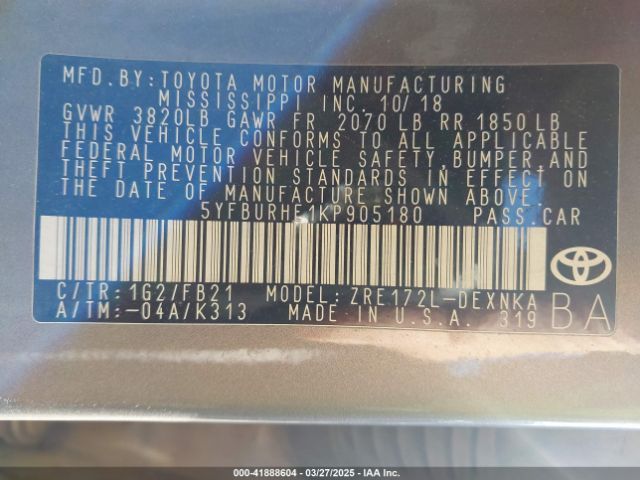 MFD. BY: TOYOTA MOTOR MANUFACTURING
MISSISSIPPI INC. 10/18
GVWR 3820LB GAWR FR 2070 LB RR 1850 LB
THIS VEHICLE CONFORMS TO ALL APPLICABLE
FEDERAL MOTOR VEHICLE SAFETY, BUMPER, AND
THEFT PREVENTION STANDARDS IN EFFECT ON
THE DATE OF MANUFACTURE SHOWN ABOVE.
5YFBURHE1KP905180 PASS. CAR
C/TR: 1G2/FB21 MODEL: ZRE172L-DEXNKA
A/TM: -04A/K313 MADE IN U.S.A. 319
BA
000-41888604 / 03/27/2025 - IAA Inc.